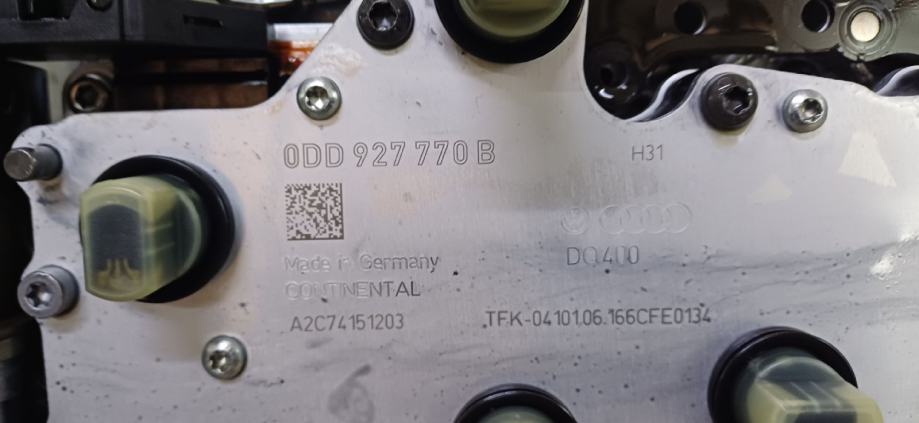 0DD 927 770 B
H31
Made in Germany
CONTINENTAL
DQ400
A2C74151203
TFK-04101.06.166CFE0134